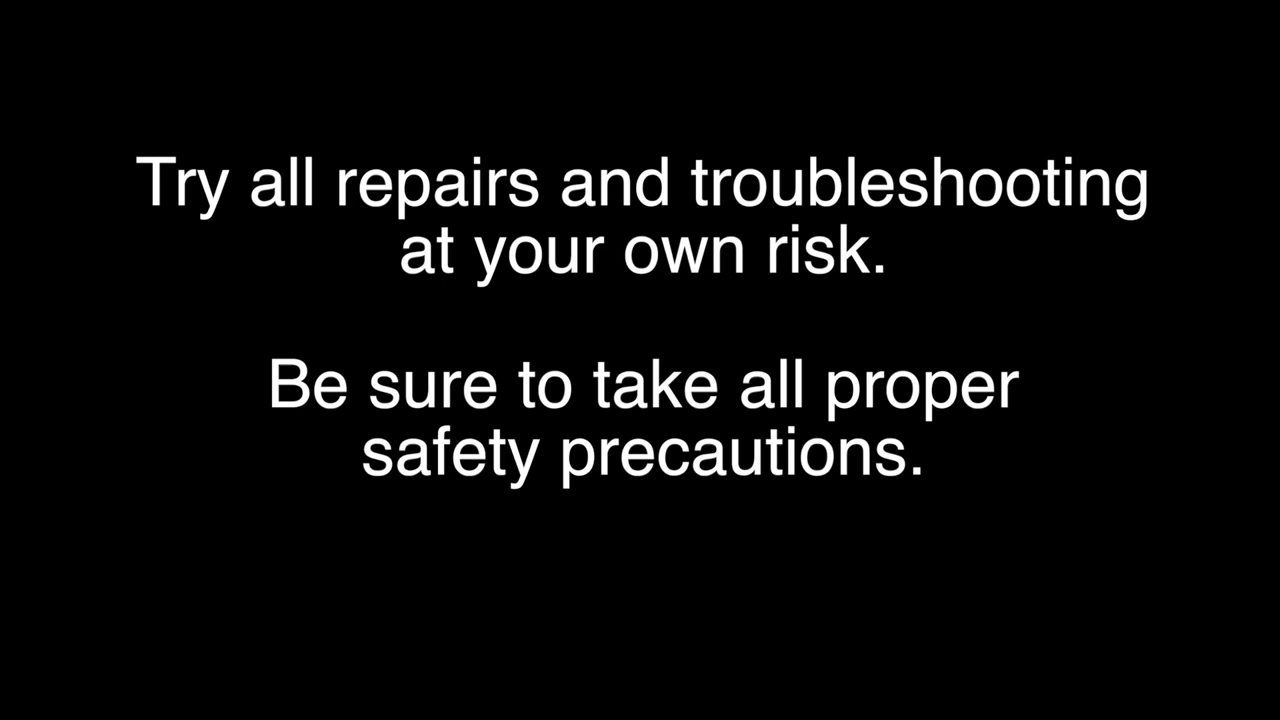 Try all repairs and troubleshooting
at your own risk.
Be sure to take all proper
safety precautions.